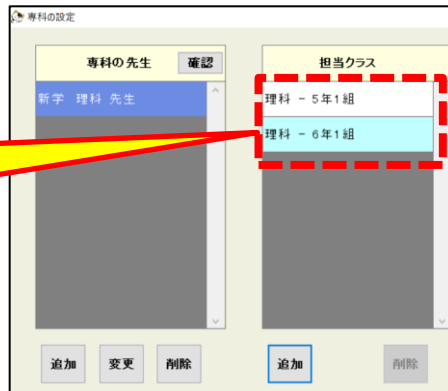 専科の設定
専科の先生 確認
新学 理科 先生
担当クラス
理科 － 5年1組
理科 － 6年1組
追加 変更 削除
追加 削除